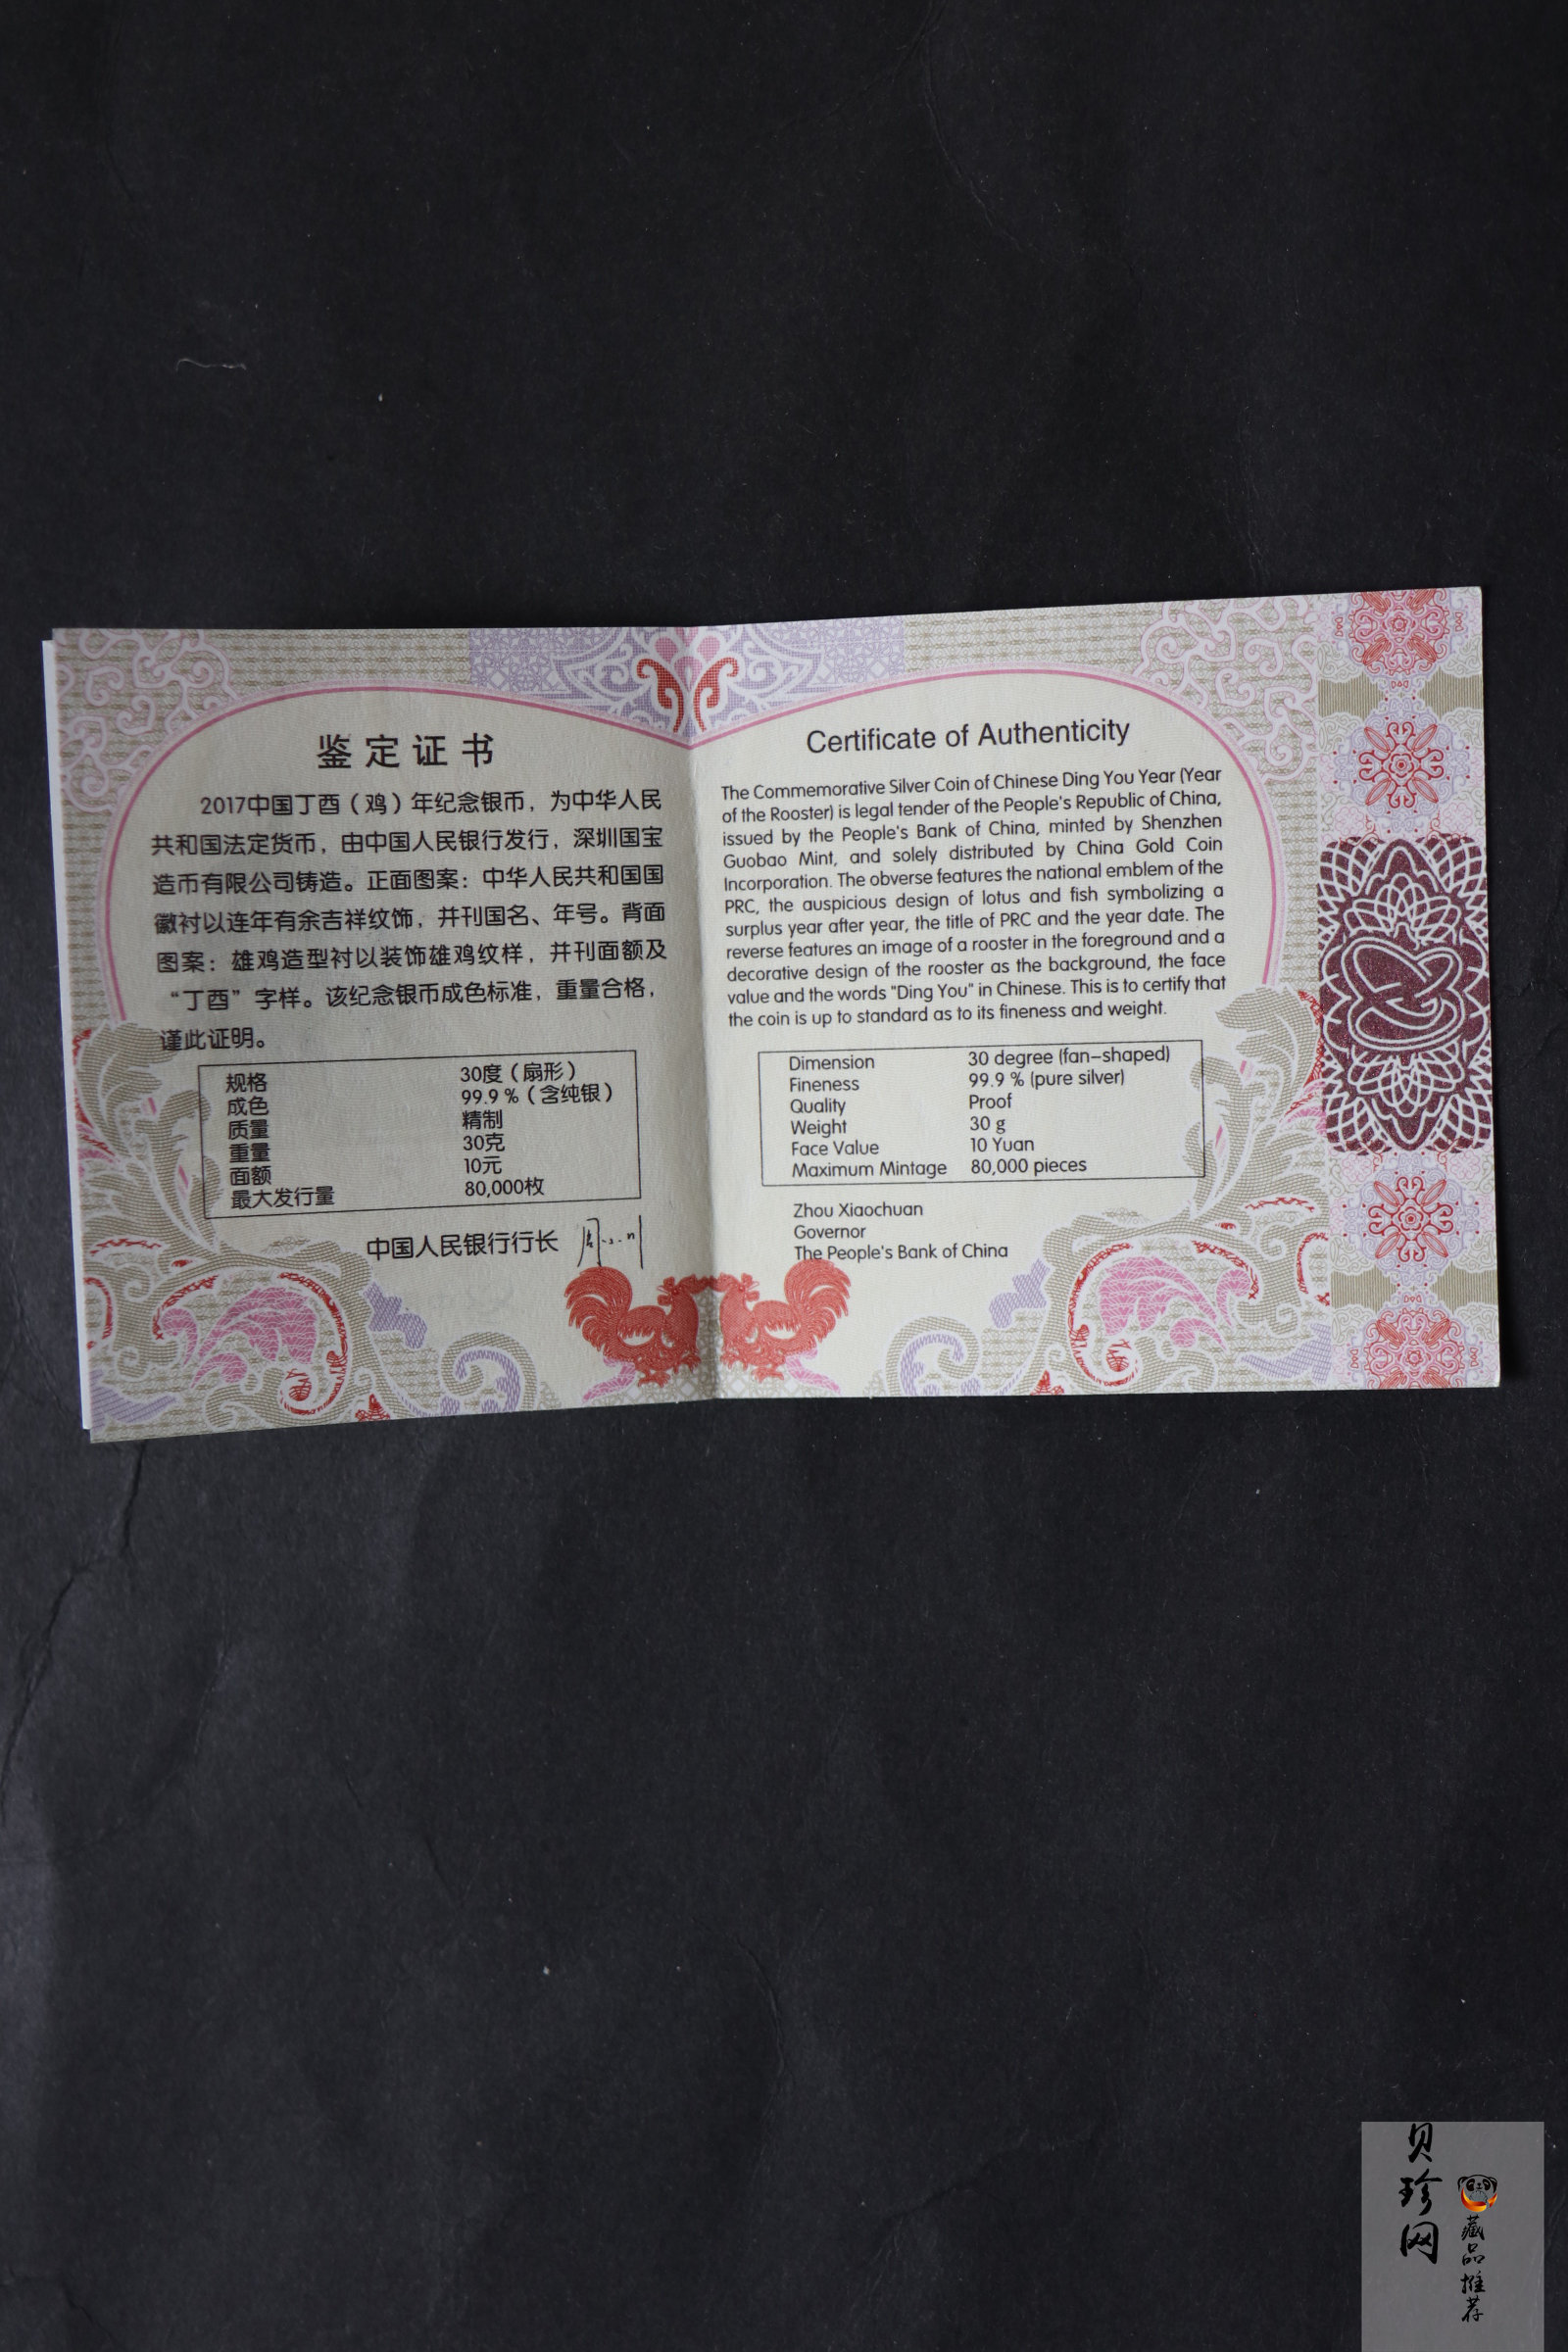 鉴定证书
2017中国丁酉（鸡）年纪念银币，为中华人民
共和国法定货币，由中国人民银行发行，深圳国宝
造币有限公司铸造。正面图案：中华人民共和国国
徽衬以连年有余吉祥纹饰，并刊国名、年号。背面
图案：雄鸡造型衬以装饰雄鸡纹样，并刊面额及
“丁酉”字样。该纪念银币成色标准，重量合格，
谨此证明。
规格 30度（扇形）
成色 99.9 %（含纯银）
质量 精制
重量 30克
面额 10元
最大发行量 80,000枚
中国人民银行行长
Certificate of Authenticity
The Commemorative Silver Coin of Chinese Ding You Year (Year
of the Rooster) is legal tender of the People's Republic of China,
issued by the People's Bank of China, minted by Shenzhen
Guobao Mint, and solely distributed by China Gold Coin
Incorporation. The obverse features the national emblem of the
PRC, the auspicious design of lotus and fish symbolizing a
surplus year after year, the title of PRC and the year date. The
reverse features an image of a rooster in the foreground and a
decorative design of the rooster as the background, the face
value and the words "Ding You" in Chinese. This is to certify that
the coin is up to standard as to its fineness and weight.
Dimension 30 degree (fan-shaped)
Fineness 99.9 % (pure silver)
Quality Proof
Weight 30 g
Face Value 10 Yuan
Maximum Mintage 80,000 pieces
Zhou Xiaochuan
Governor
The People's Bank of China
贝珍网
藏品推荐